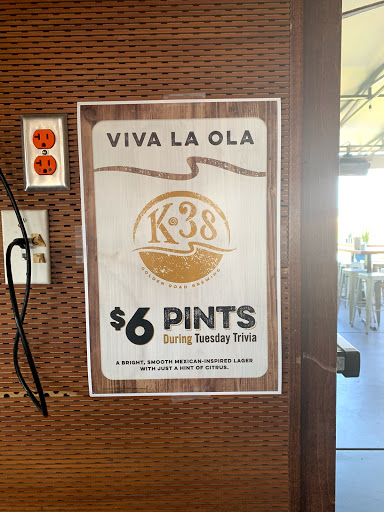 VIVA LA OLA
K38
GOLDEN ROAD BREWING
$6 PINTS
During Tuesday Trivia
A BRIGHT, SMOOTH MEXICAN-INSPIRED LAGER
WITH JUST A HINT OF CITRUS.